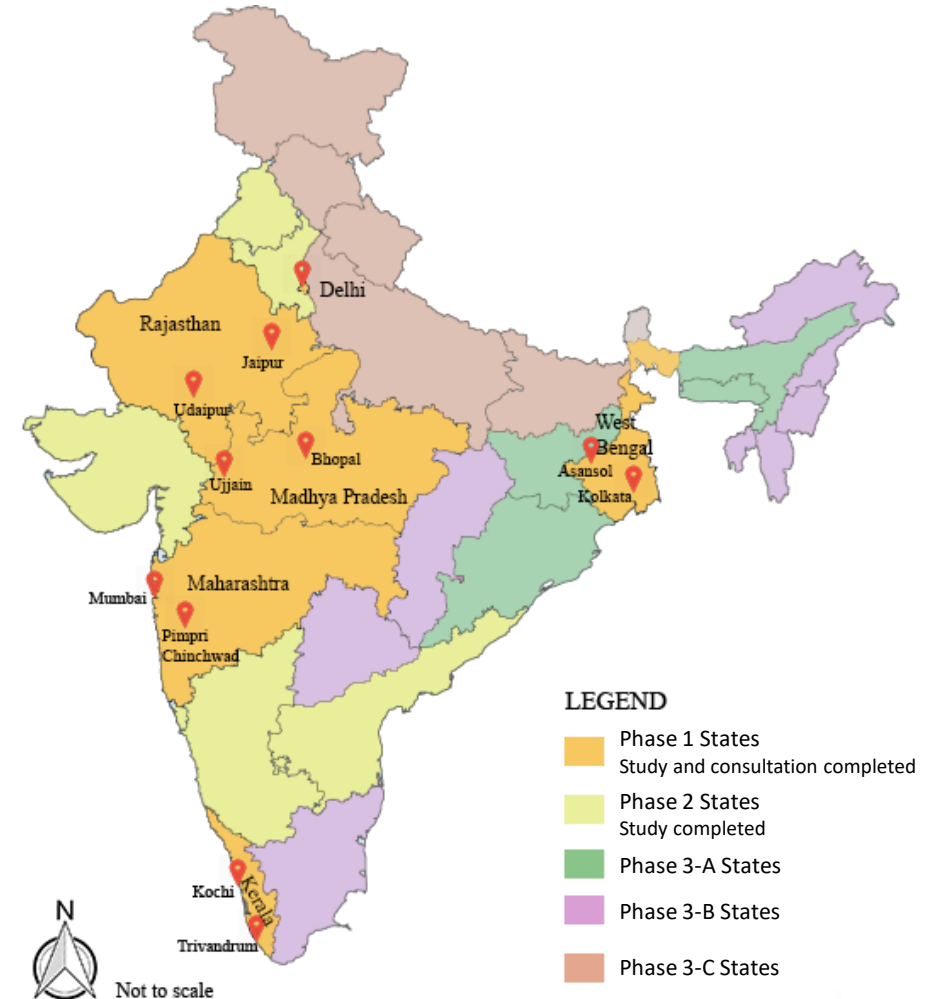 Delhi
Rajasthan
Jaipur
Udaipur
Bhopal
Ujjain
Madhya Pradesh
West
Bengal
Asansol
Kolkata
Maharashtra
Mumbai
Pimpri
Chinchwad
Kochi
Kerala
Trivandrum
N
Not to scale
LEGEND
Phase 1 States
Study and consultation completed
Phase 2 States
Study completed
Phase 3-A States
Phase 3-B States
Phase 3-C States